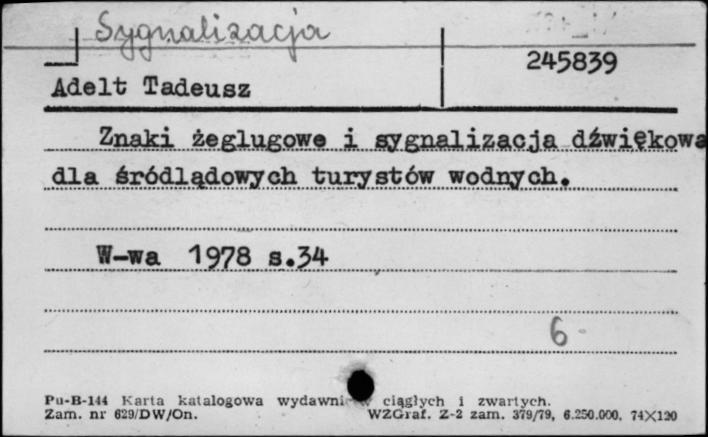 Sygnalizacja
245839
Adelt Tadeusz
Znaki żeglugowe i sygnalizacja dźwiękowa
dla śródlądowych turystów wodnych.
W-wa 1978 s.34
6
Pu-B-144 Karta katalogowa wydawni w ciągłych i zwartych.
Zam. nr 629/DW/On. WZGraf. Z-2 zam. 379/79, 6.250.000, 74X120